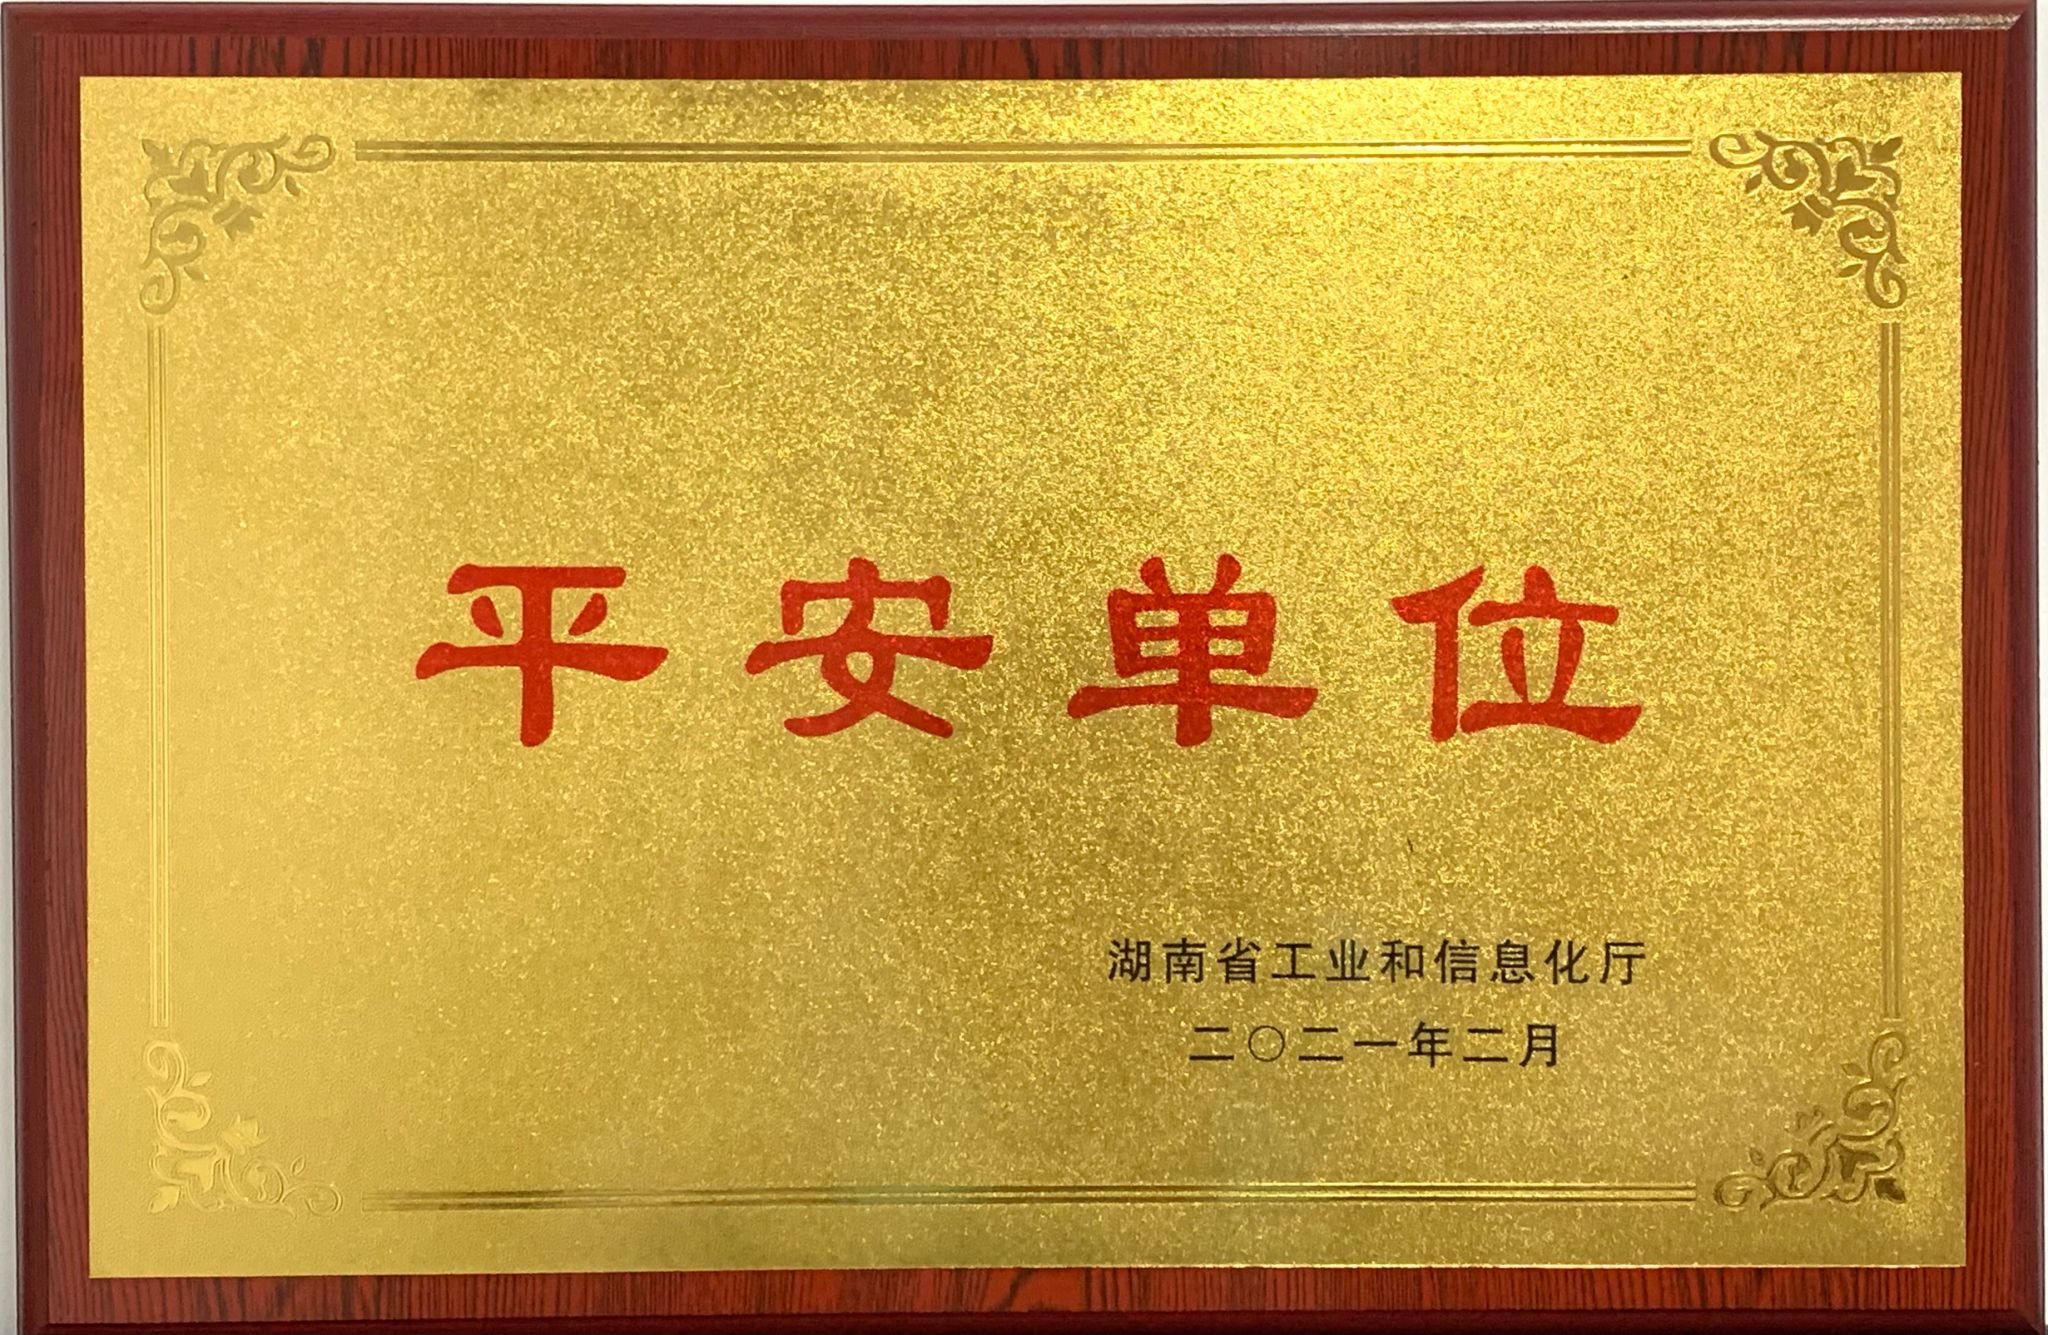 平安单位
湖南省工业和信息化厅
二〇二一年二月